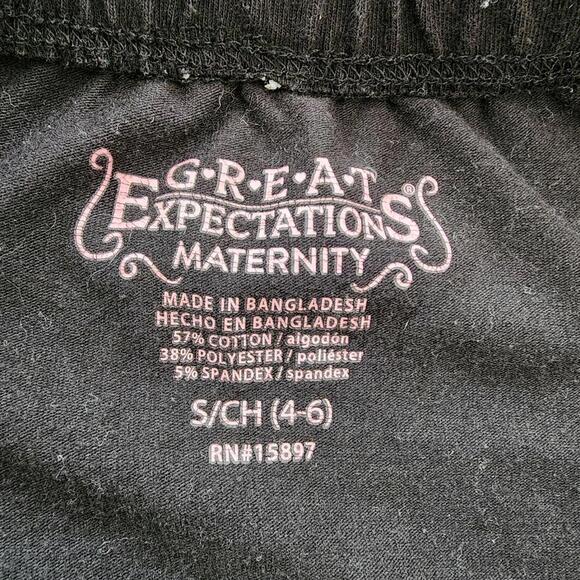 G•R•E•A•T
EXPECTATIONS®
MATERNITY
MADE IN BANGLADESH
HECHO EN BANGLADESH
57% COTTON / algodón
38% POLYESTER / poliéster
5% SPANDEX / spandex
S/CH (4-6)
RN#15897